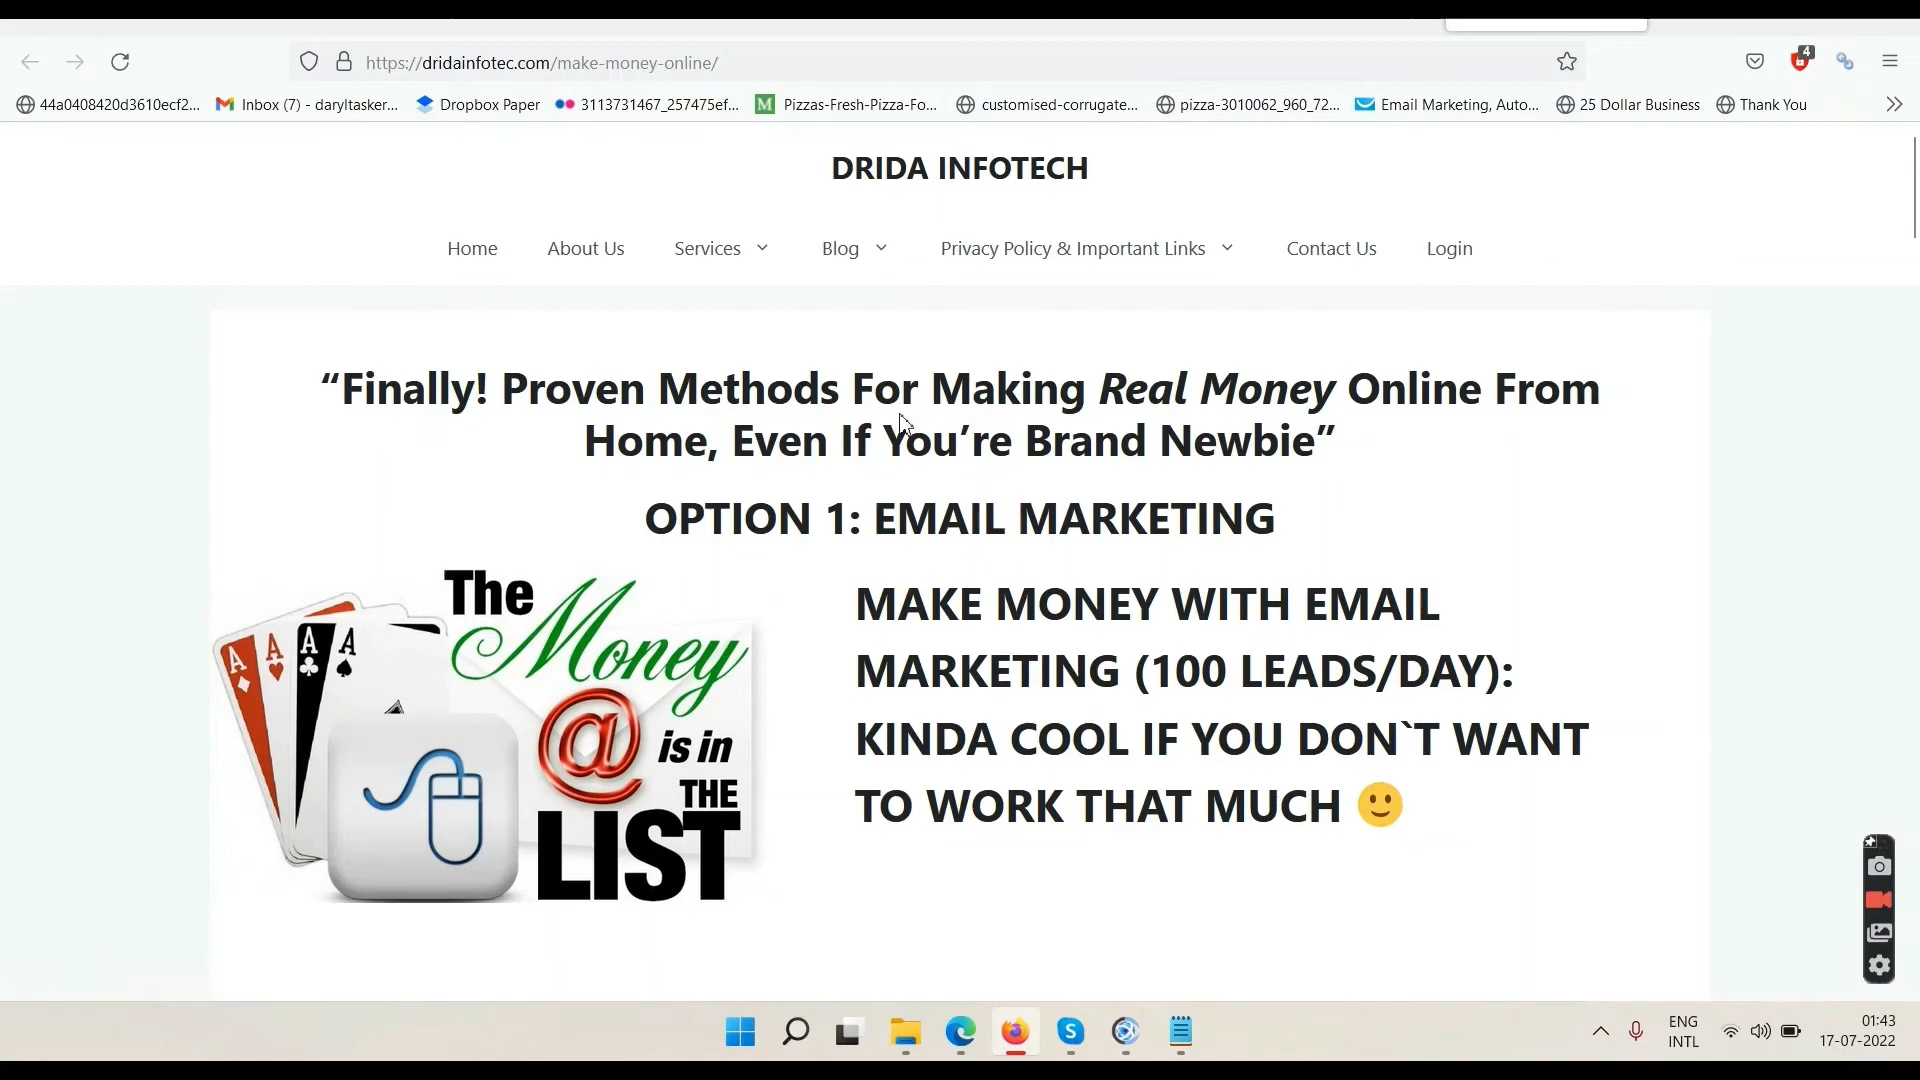 https://dridainfotec.com/make-money-online/
4
44a0408420d3610ecf2...
Inbox (7) - daryltasker...
Dropbox Paper
3113731467_257475ef...
M
Pizzas-Fresh-Pizza-Fo...
customised-corrugate...
pizza-3010062_960_72...
Email Marketing, Auto...
25 Dollar Business
Thank You
DRIDA INFOTECH
Home
About Us
Services
Blog
Privacy Policy & Important Links
Contact Us
Login
“Finally! Proven Methods For Making Real Money Online From
Home, Even If You’re Brand Newbie”
OPTION 1: EMAIL MARKETING
A A A A
The
Money
@ is in
THE
LIST
MAKE MONEY WITH EMAIL
MARKETING (100 LEADS/DAY):
KINDA COOL IF YOU DON`T WANT
TO WORK THAT MUCH 🙂
S
ENG
INTL
01:43
17-07-2022